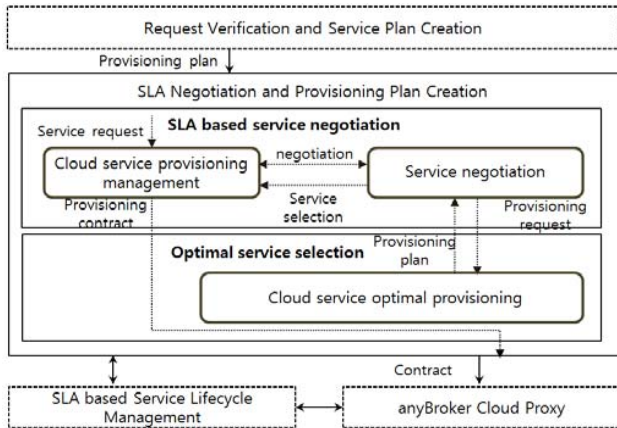 Request Verification and Service Plan Creation
Provisioning plan
SLA Negotiation and Provisioning Plan Creation
SLA based service negotiation
Service request
Cloud service provisioning
management
negotiation
Service
selection
Service negotiation
Provisioning
contract
Provisioning
request
Optimal service selection
Provisioning
plan
Cloud service optimal provisioning
Contract
SLA based Service Lifecycle
Management
anyBroker Cloud Proxy